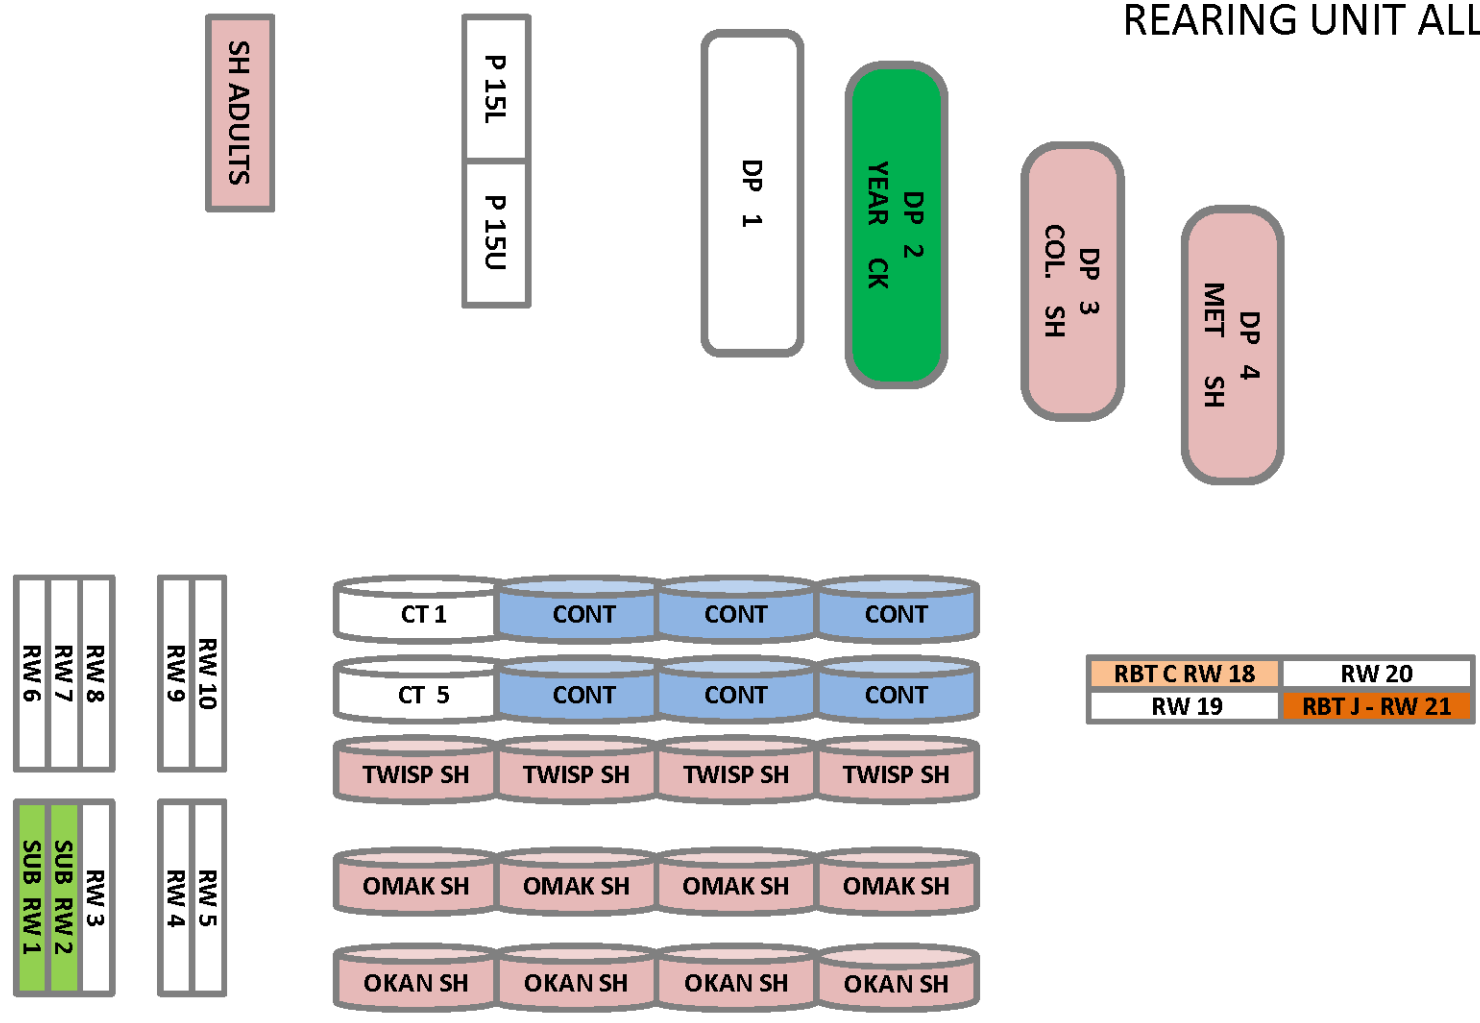 REARING UNIT ALL
SH ADULTS
P 15L
P 15U
DP 1
DP 2
YEAR CK
DP 3
COL. SH
DP 4
MET SH
RW 6
RW 7
RW 8
RW 9
RW 10
CT 1
CONT
CONT
CONT
CT 5
CONT
CONT
CONT
TWISP SH
TWISP SH
TWISP SH
TWISP SH
RBT C RW 18
RW 20
RW 19
RBT J - RW 21
SUB RW 1
SUB RW 2
RW 3
RW 4
RW 5
OMAK SH
OMAK SH
OMAK SH
OMAK SH
OKAN SH
OKAN SH
OKAN SH
OKAN SH